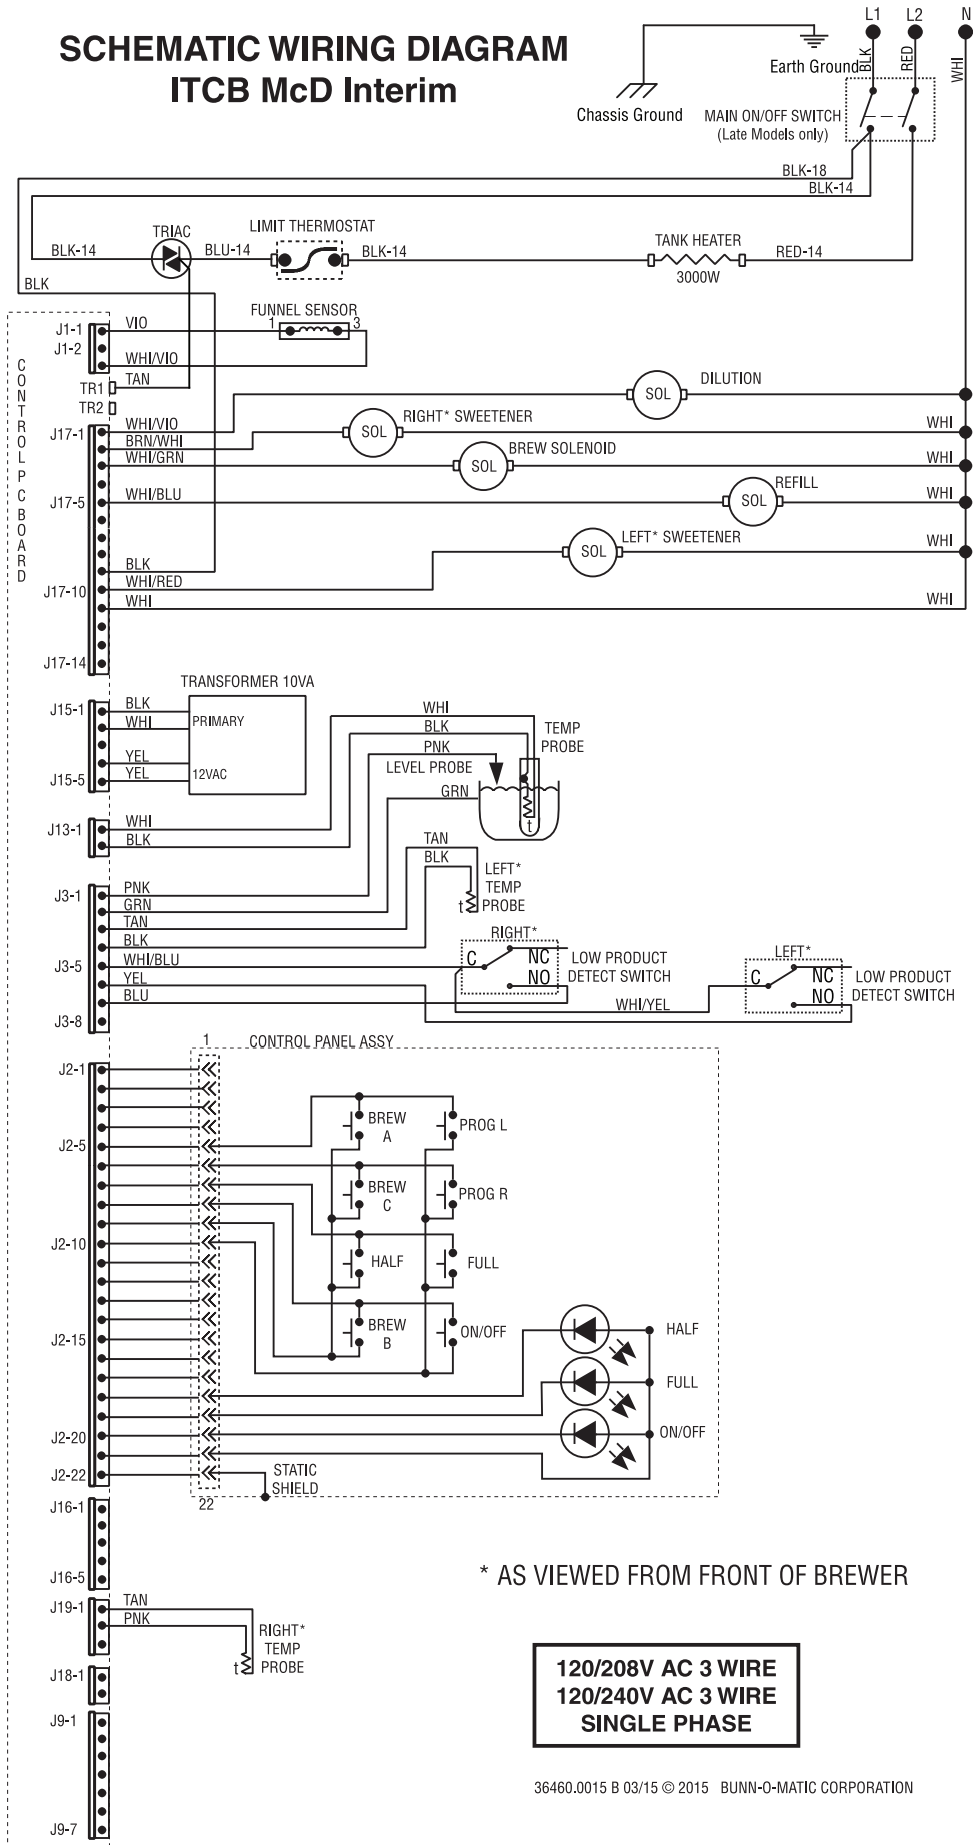 SCHEMATIC WIRING DIAGRAM
ITCB McD Interim
L1
L2
N
BLK
RED
WHI
Earth Ground
Chassis Ground
MAIN ON/OFF SWITCH
(Late Models only)
BLK-18
BLK-14
TRIAC
LIMIT THERMOSTAT
BLK-14
BLU-14
BLK-14
TANK HEATER
3000W
RED-14
BLK
CONTROL PC BOARD
FUNNEL SENSOR
1
3
J1-1
VIO
J1-2
WHI/VIO
TR1
TAN
TR2
DILUTION
SOL
J17-1
WHI/VIO
RIGHT* SWEETENER
SOL
WHI
BRN/WHI
BREW SOLENOID
WHI/GRN
SOL
WHI
J17-5
WHI/BLU
REFILL
SOL
WHI
LEFT* SWEETENER
SOL
WHI
BLK
J17-10
WHI/RED
WHI
WHI
J17-14
TRANSFORMER 10VA
J15-1
BLK
WHI
PRIMARY
YEL
J15-5
YEL
12VAC
WHI
BLK
PNK
TEMP
PROBE
LEVEL PROBE
GRN
t
J13-1
WHI
BLK
TAN
BLK
LEFT*
TEMP
PROBE
t
J3-1
PNK
GRN
TAN
BLK
J3-5
WHI/BLU
YEL
BLU
J3-8
RIGHT*
C
NC
NO
LOW PRODUCT
DETECT SWITCH
WHI/YEL
LEFT*
C
NC
NO
LOW PRODUCT
DETECT SWITCH
1
CONTROL PANEL ASSY
J2-1
J2-5
BREW
A
PROG L
BREW
C
PROG R
J2-10
HALF
FULL
J2-15
BREW
B
ON/OFF
HALF
FULL
ON/OFF
J2-20
J2-22
STATIC
SHIELD
22
J16-1
J16-5
* AS VIEWED FROM FRONT OF BREWER
J19-1
TAN
PNK
RIGHT*
TEMP
PROBE
t
J18-1
J9-1
J9-7
120/208V AC 3 WIRE
120/240V AC 3 WIRE
SINGLE PHASE
36460.0015 B 03/15 © 2015 BUNN-O-MATIC CORPORATION